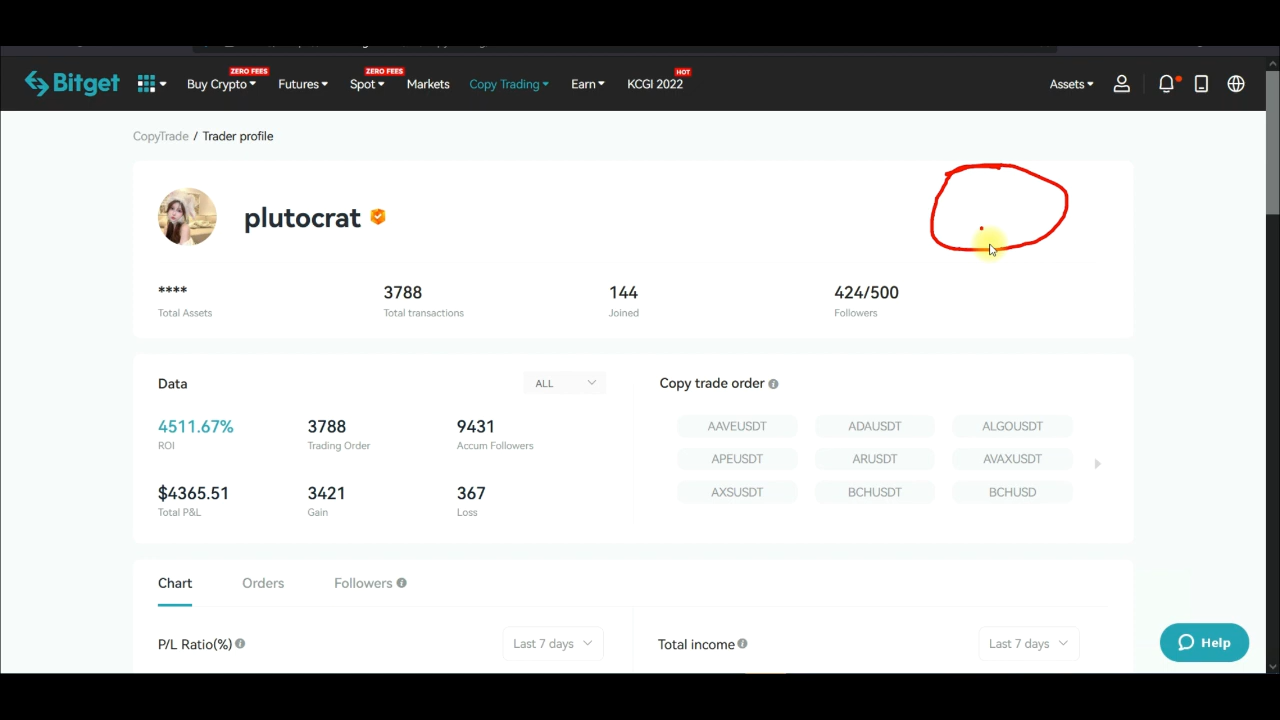 Bitget Buy Crypto ZERO FEES Futures Spot ZERO FEES Markets Copy Trading Earn KCGI 2022 HOT Assets
CopyTrade / Trader profile
plutocrat
**** 3788 144 424/500
Total Assets Total transactions Joined Followers
Data ALL Copy trade order
4511.67% 3788 9431 AAVEUSDT ADAUSDT ALGOUSDT
ROI Trading Order Accum Followers
APEUSDT ARUSDT AVAXUSDT
$4365.51 3421 367 AXSUSDT BCHUSDT BCHUSD
Total P&L Gain Loss
Chart Orders Followers
P/L Ratio(%) Last 7 days Total income Last 7 days
Help